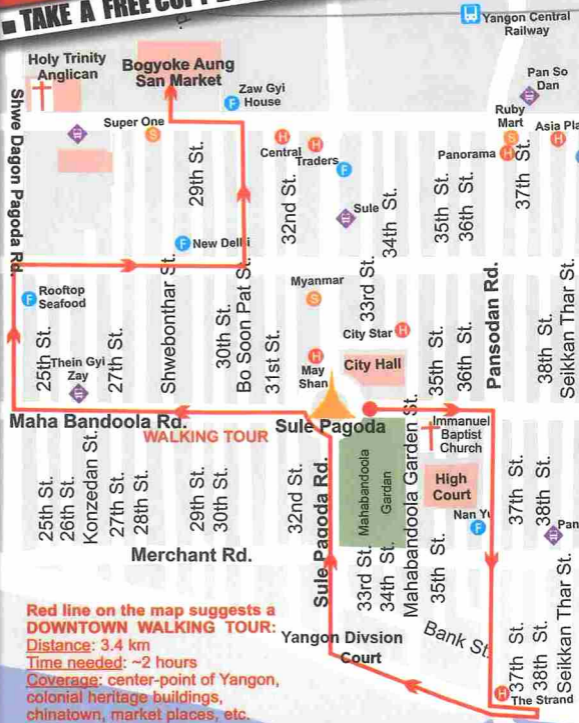 ■ TAKE A FREE
Yangon Central
Railway
Holy Trinity
Anglican
Bogyoke Aung
San Market
Zaw Gyi
House
Pan So
Dan
Shwe Dagon Pagoda Rd.
Super One
Central
Traders
Ruby
Mart
Asia Pla
Panorama
29th St.
32nd St.
Sule
34th St.
35th St.
36th St.
37th St.
New Delhi
Rooftop
Seafood
Myanmar
33rd St.
City Star
City Hall
May
Shan
25th St.
Thein Gyi
Zay
27th St.
Shwebonthar St.
30th St.
Bo Soon Pat St.
31st St.
35th St.
36th St.
Pansodan Rd.
38th St.
Seikkan Thar St.
Maha Bandoola Rd.
WALKING TOUR
Sule Pagoda
Immanuel
Baptist
Church
High
Court
Nan Yu
Pan
25th St.
26th St.
Konzedan St.
27th St.
28th St.
29th St.
30th St.
32nd St.
Sule Pagoda Rd.
Mahabandoola
Gardan
33rd St.
34th St.
Mahabandoola Garden St.
35th St.
37th St.
38th St.
Merchant Rd.
Yangon Divsion
Court
Bank St.
37th St.
38th St.
Seikkan Thar St.
The Strand
Red line on the map suggests a
DOWNTOWN WALKING TOUR:
Distance: 3.4 km
Time needed: ~2 hours
Coverage: center-point of Yangon,
colonial heritage buildings,
chinatown, market places, etc.